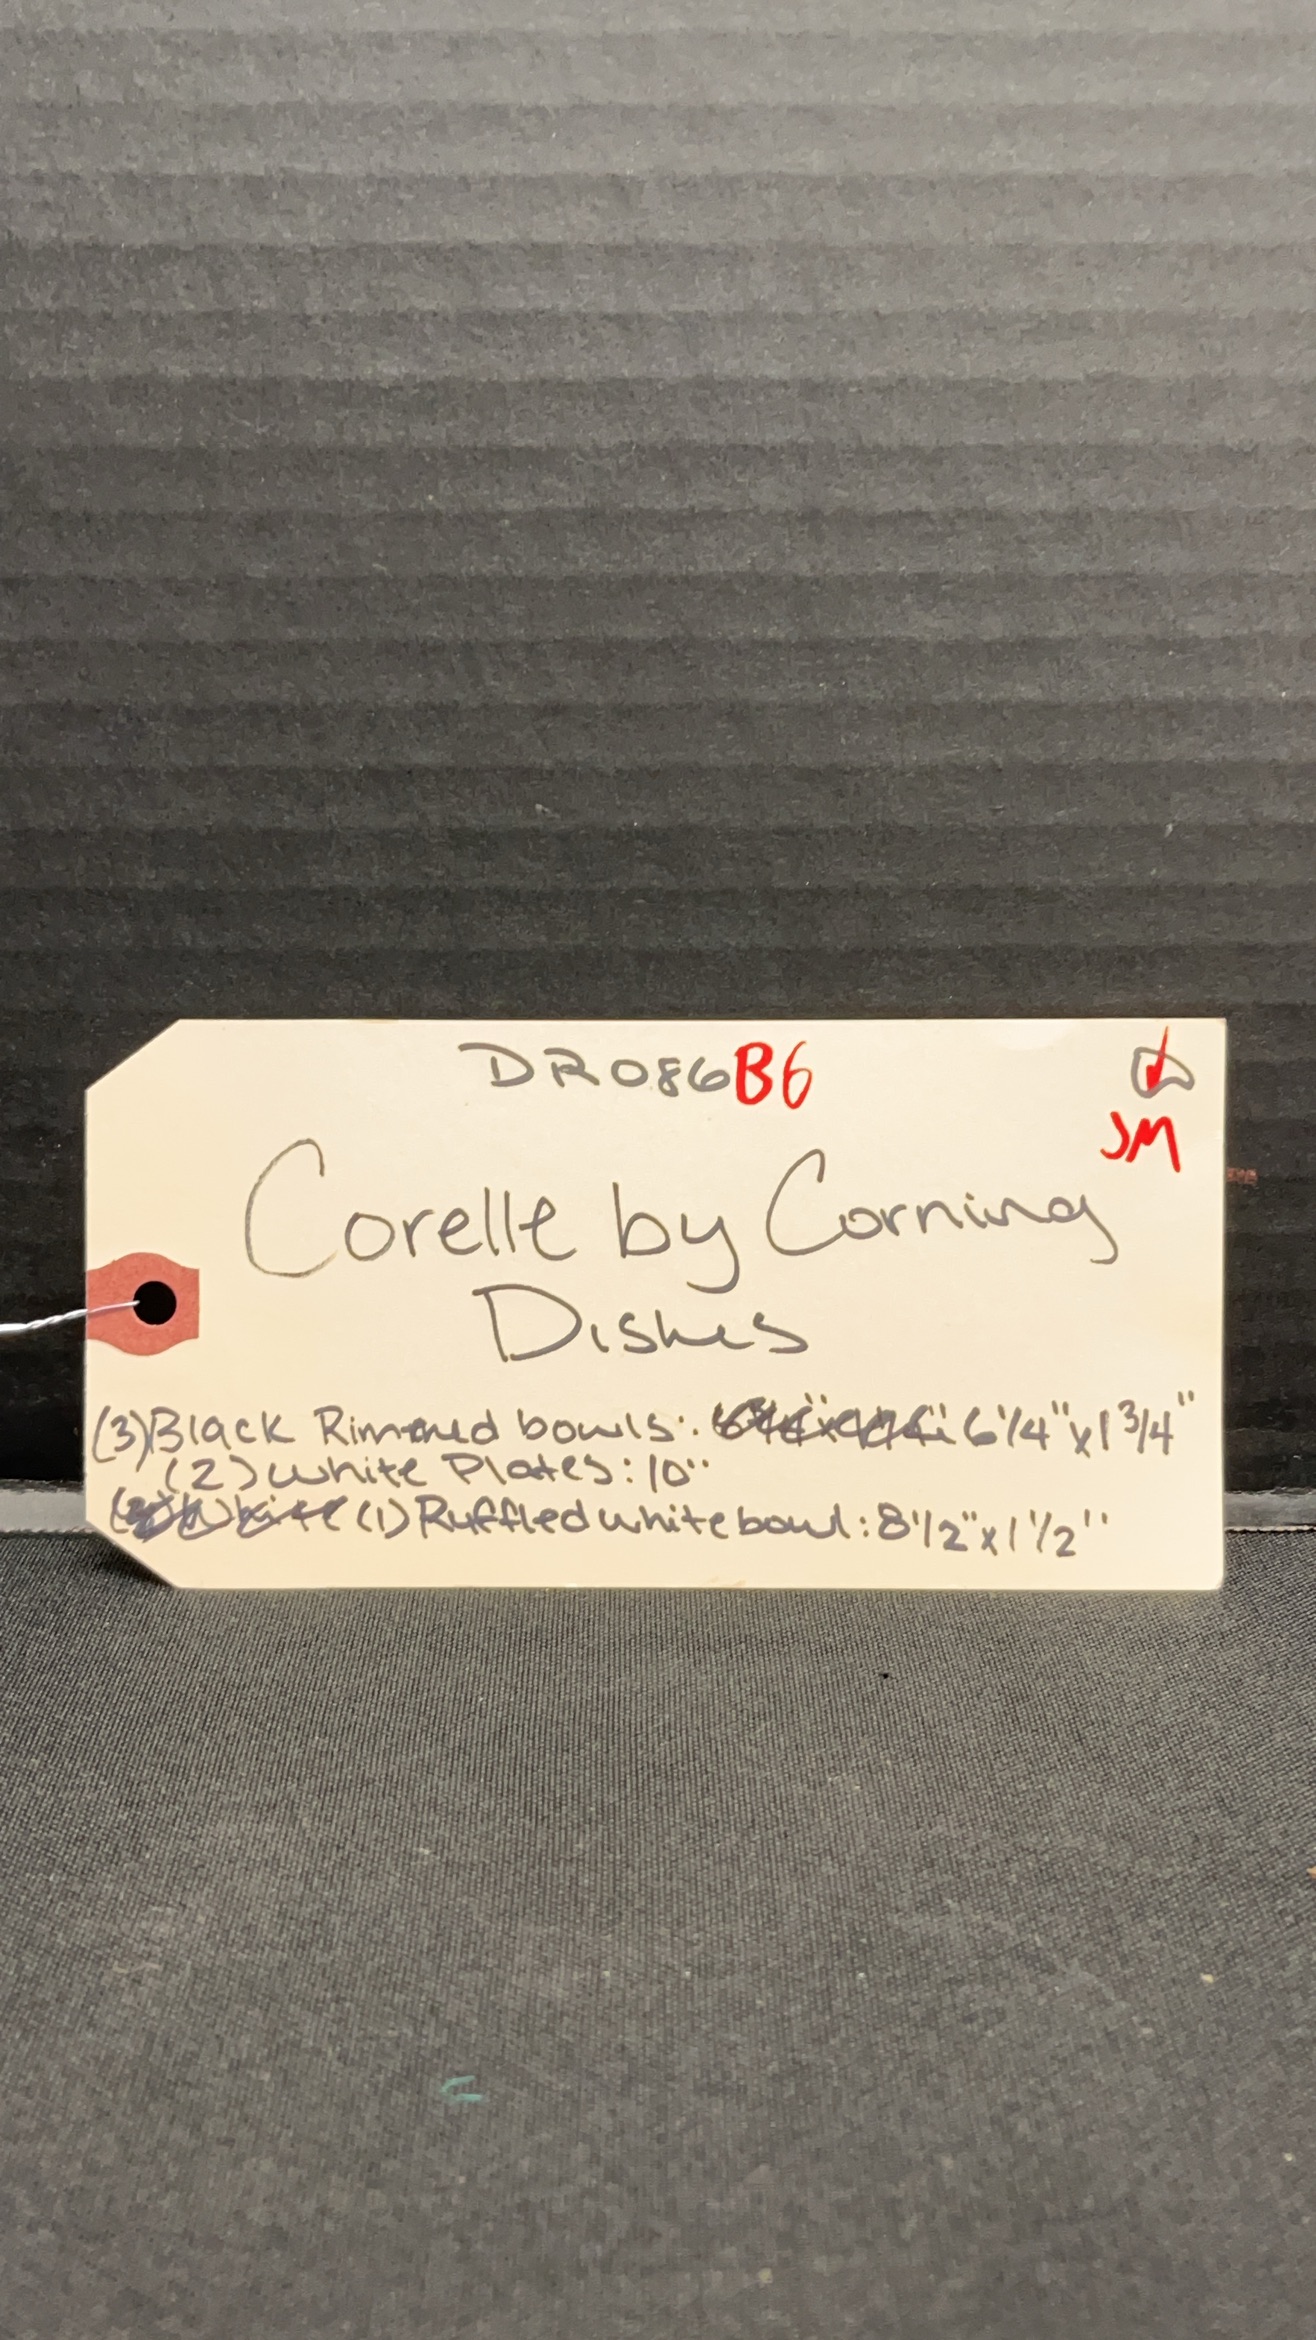 DR086B6
JM
Corelle by Corning
Dishes
(3) Black Rimmed bowls: 6 1/4" x 1 3/4"
(2) White Plates: 10"
(1) Ruffled white bowl: 8 1/2" x 1 1/2"